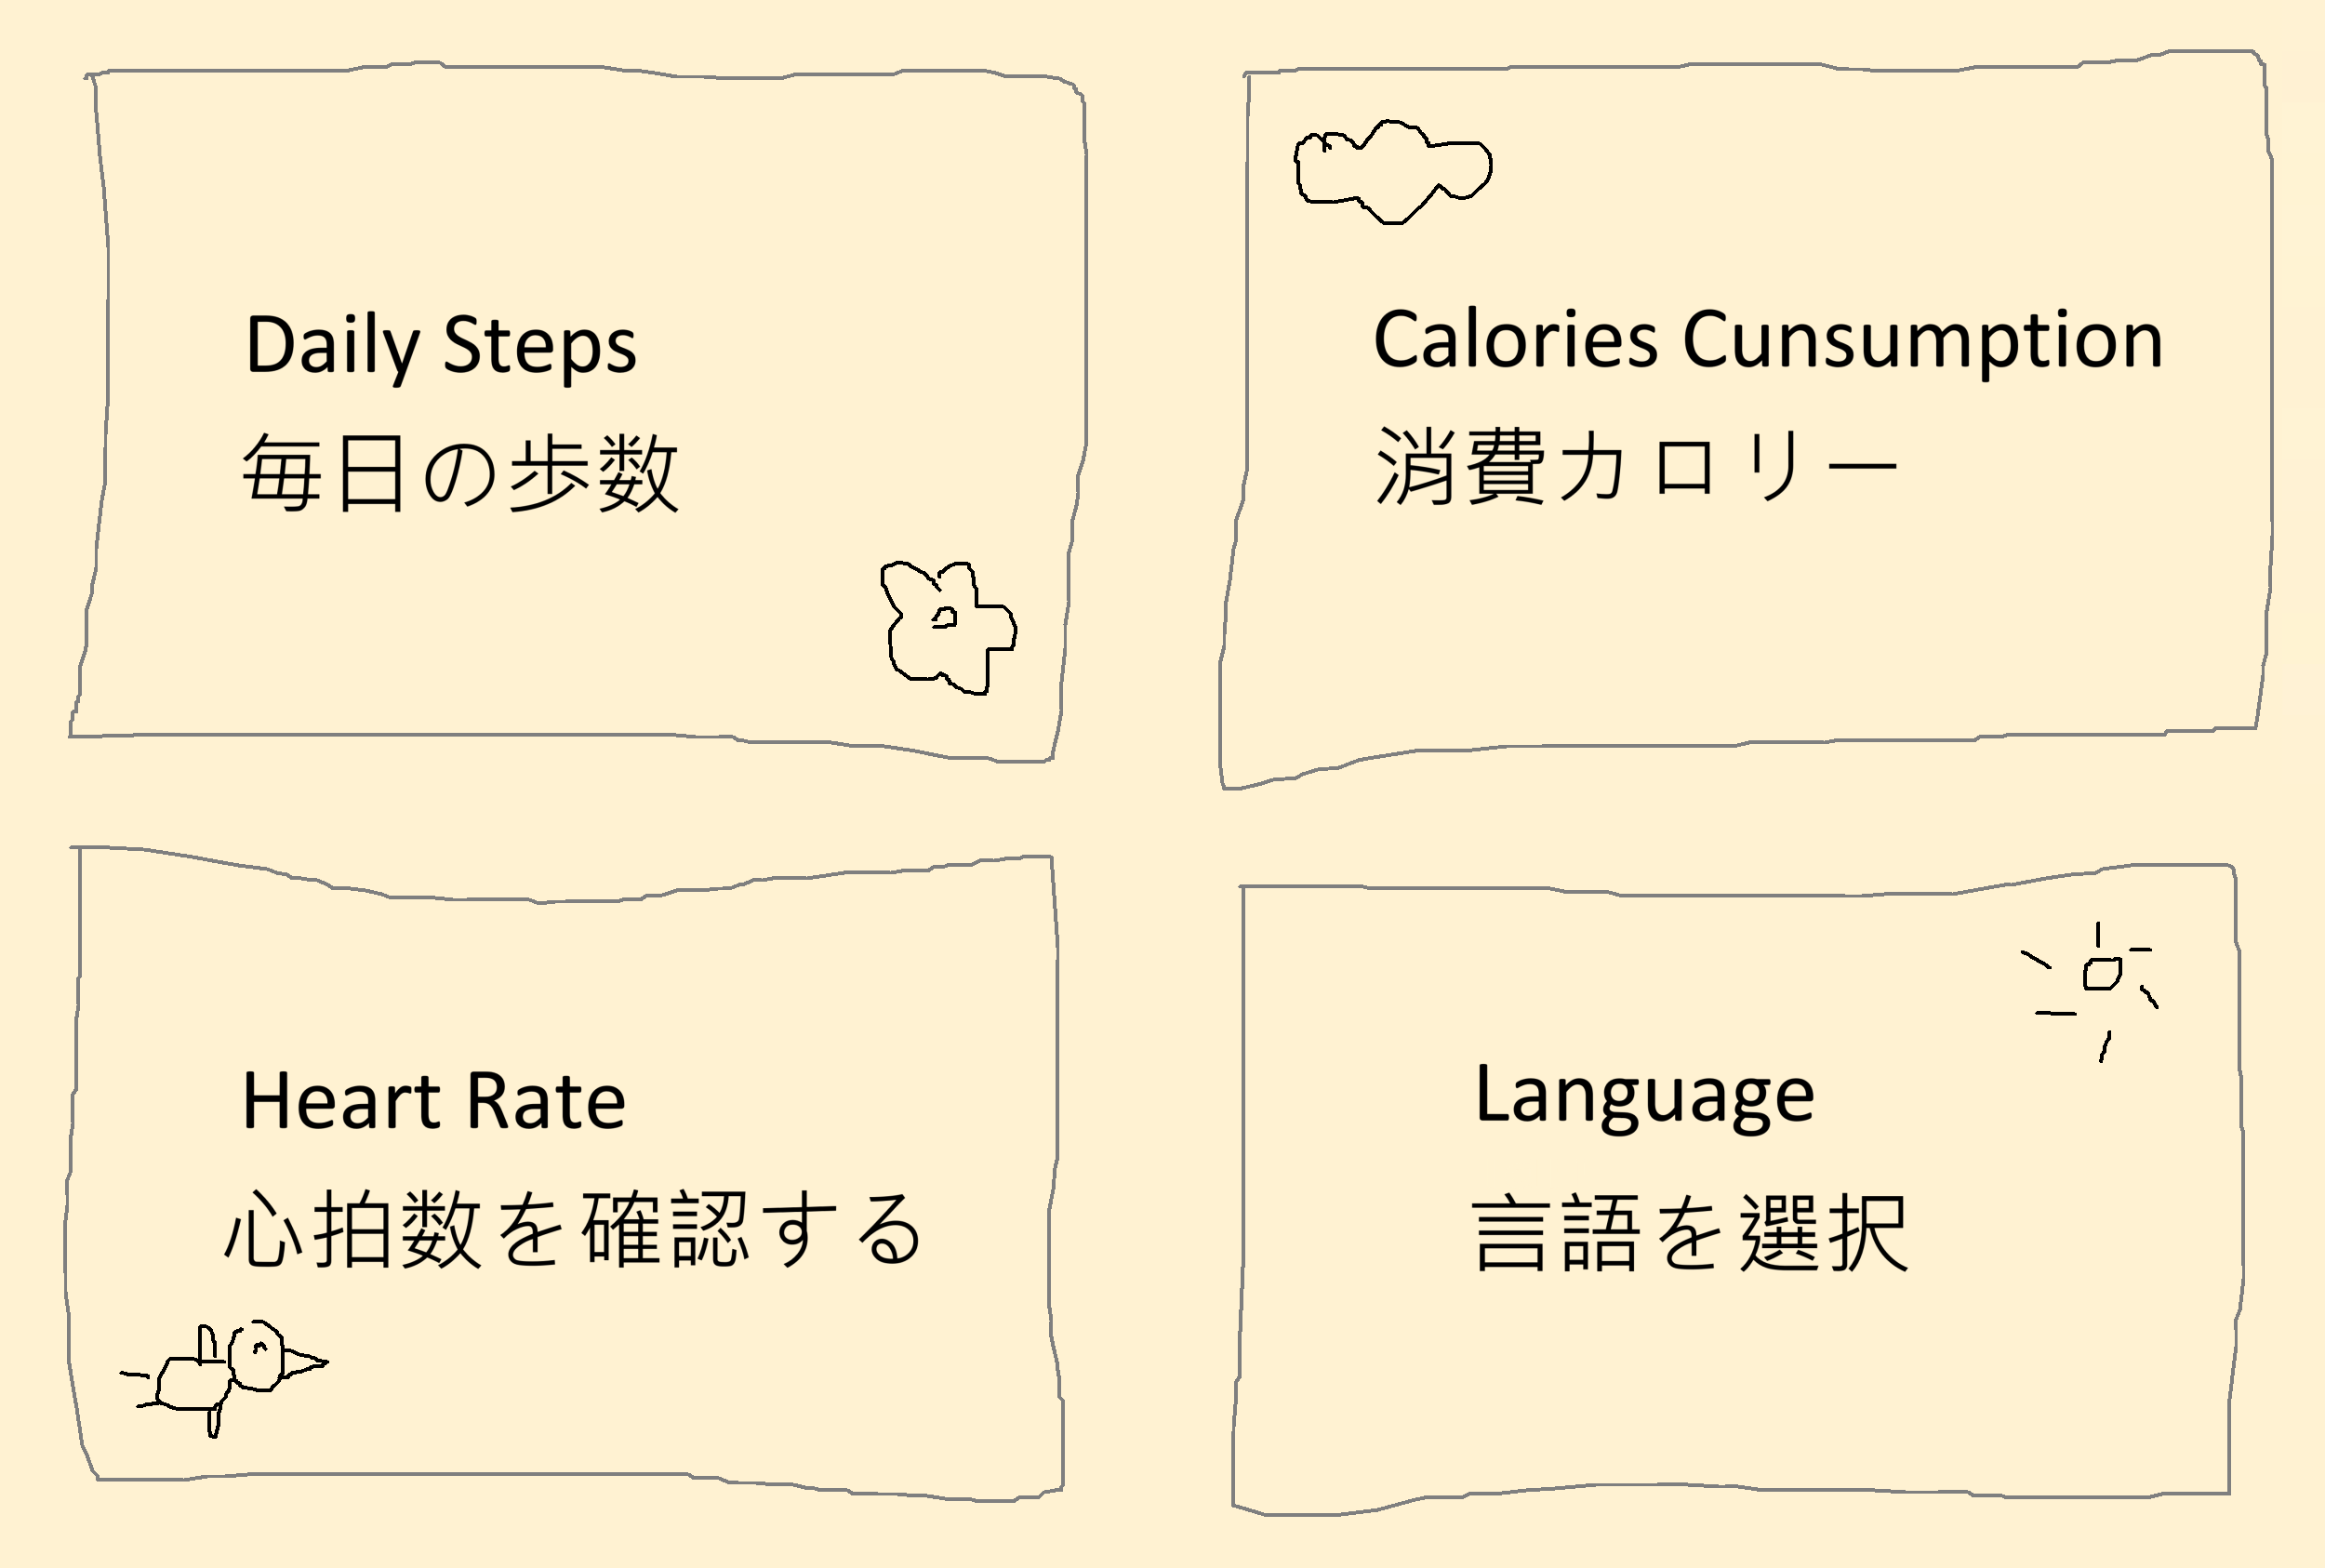 Daily Steps
毎日の歩数
Calories Cunsumption
消費カロリー
Heart Rate
心拍数を確認する
Language
言語を選択